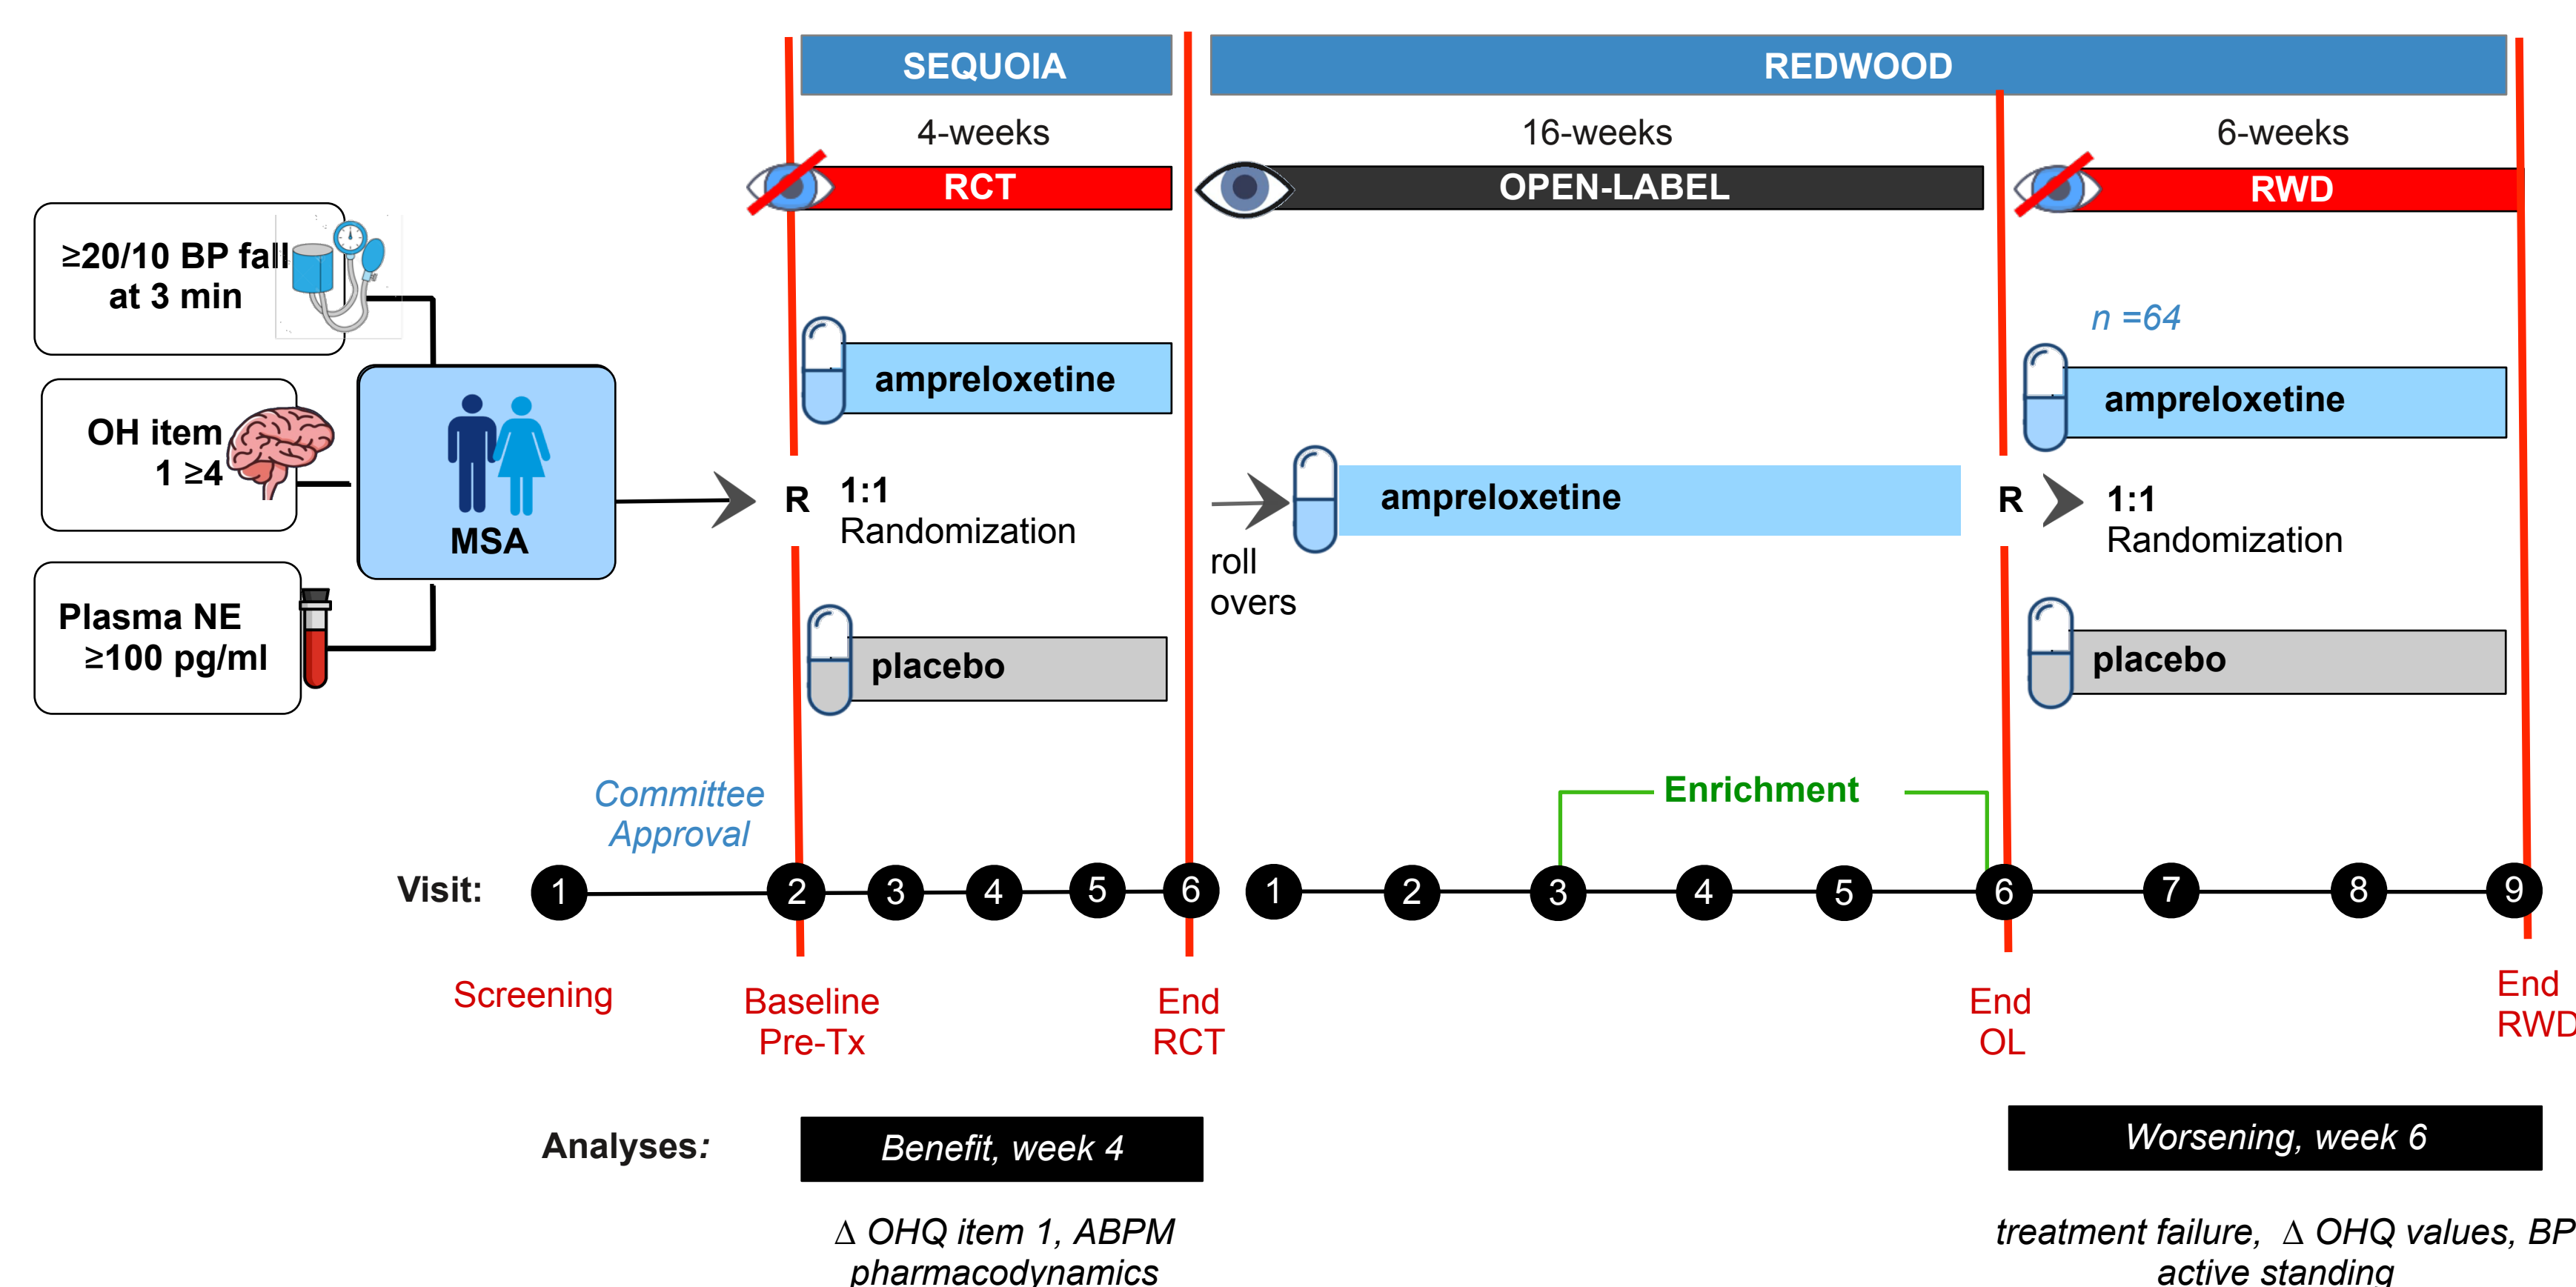 SEQUOIA
REDWOOD
4-weeks
16-weeks
6-weeks
RCT
OPEN-LABEL
RWD
≥20/10 BP fall
at 3 min
OH item
1 ≥4
Plasma NE
≥100 pg/ml
MSA
R
1:1
Randomization
ampreloxetine
placebo
roll
overs
ampreloxetine
n =64
ampreloxetine
R
1:1
Randomization
placebo
Committee
Approval
Enrichment
Visit:
1 2 3 4 5 6 1 2 3 4 5 6 7 8 9
Screening
Baseline
Pre-Tx
End
RCT
End
OL
End
RWD
Analyses:
Benefit, week 4
Worsening, week 6
Δ OHQ item 1, ABPM
pharmacodynamics
treatment failure, Δ OHQ values, BP
active standing